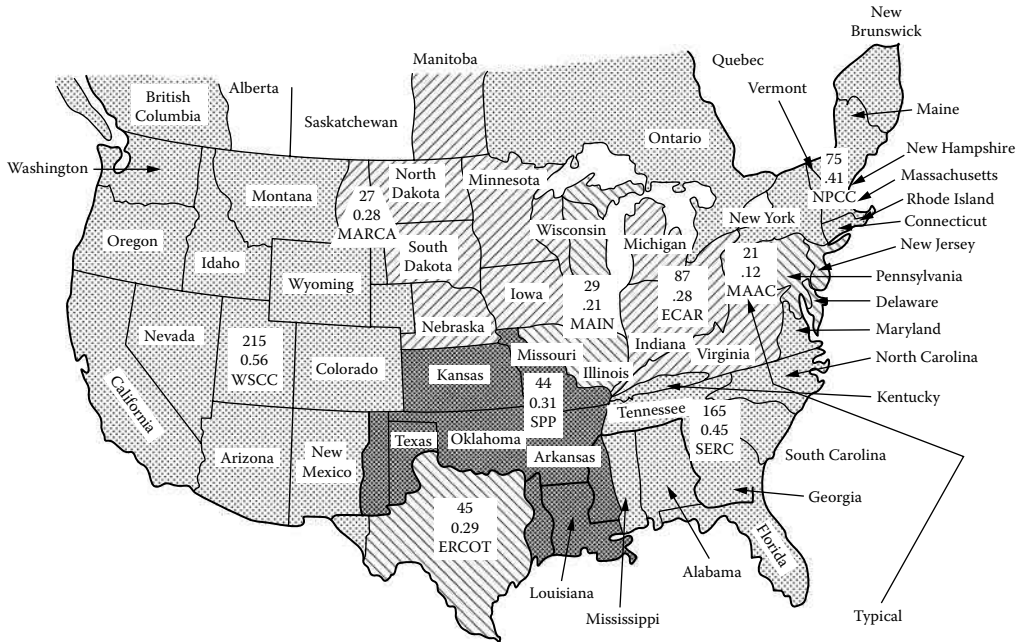 New
Brunswick
Manitoba
Quebec
Alberta
Vermont
British
Columbia
Maine
Saskatchewan
Ontario
New Hampshire
75
.41
NPCC
Washington
North
Dakota
Minnesota
Massachusetts
Montana
27
0.28
MARCA
Rhode Island
New York
Connecticut
Wisconsin
Michigan
Oregon
New Jersey
South
Dakota
21
.12
MAAC
Idaho
87
.28
ECAR
Pennsylvania
Wyoming
29
.21
MAIN
Iowa
Delaware
Nebraska
Maryland
Nevada
215
0.56
WSCC
Indiana
Virginia
Missouri
North Carolina
Colorado
Kansas
Illinois
44
0.31
SPP
Kentucky
California
Tennessee
165
0.45
SERC
Texas
Oklahoma
Arizona
New
Mexico
Arkansas
South Carolina
Georgia
45
0.29
ERCOT
Florida
Alabama
Louisiana
Mississippi
Typical